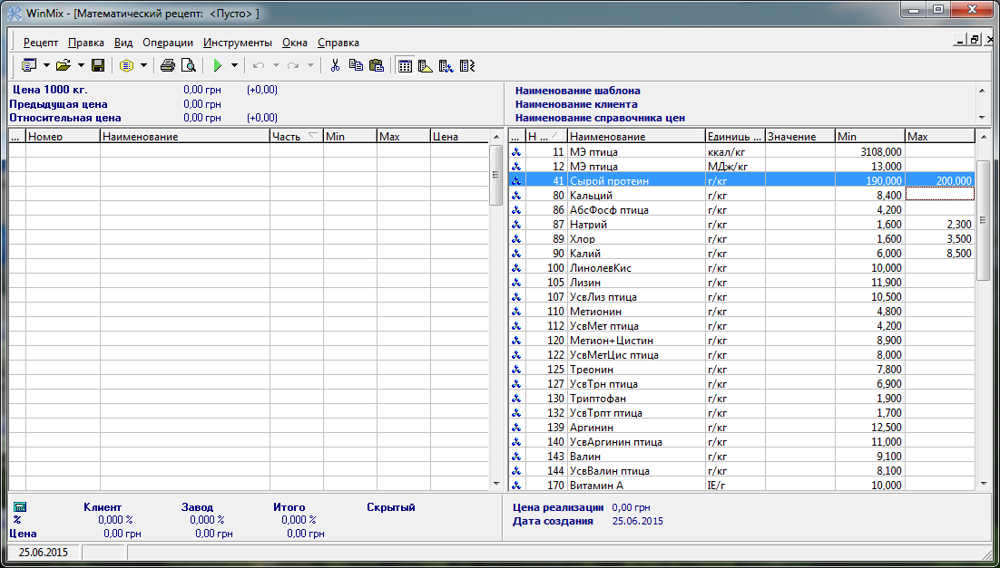 WinMix - [Математический рецепт: <Пусто> ]
Рецепт Правка Вид Операции Инструменты Окна Справка
Цена 1000 кг. 0,00 грн (+0,00)
Предыдущая цена 0,00 грн
Относительная цена 0,00 грн (+0,00)
Наименование шаблона
Наименование клиента
Наименование справочника цен
... Номер Наименование Часть Min Max Цена
... Н ... Наименование Единиць ... Значение Min Max
11 МЭ птица ккал/кг 3108,000
12 МЭ птица МДж/кг 13,000
41 Сырой протеин г/кг 190,000 200,000
80 Кальций г/кг 8,400
86 АбсФосф птица г/кг 4,200
87 Натрий г/кг 1,600 2,300
89 Хлор г/кг 1,600 3,500
90 Калий г/кг 6,000 8,500
100 ЛинолевКис г/кг 10,000
105 Лизин г/кг 11,900
107 УсвЛиз птица г/кг 10,500
110 Метионин г/кг 4,800
112 УсвМет птица г/кг 4,200
120 Метион+Цистин г/кг 8,900
122 УсвМетЦис птица г/кг 8,000
125 Треонин г/кг 7,800
127 УсвТрн птица г/кг 6,900
130 Триптофан г/кг 1,900
132 УсвТрпт птица г/кг 1,700
139 Аргинин г/кг 12,500
140 УсвАргинин птица г/кг 11,000
143 Валин г/кг 9,100
144 УсвВалин птица г/кг 8,100
170 Витамин А IE/г 10,000
Клиент Завод Итого Скрытый
% 0,000 % 0,000 % 0,000 %
Цена 0,00 грн 0,00 грн 0,00 грн
Цена реализации 0,00 грн
Дата создания 25.06.2015
25.06.2015